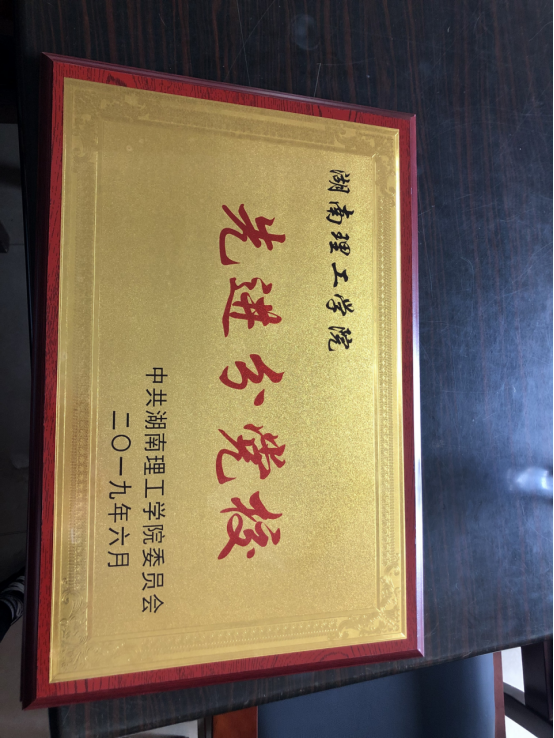 湖南理工学院
先进分党校
中共湖南理工学院委员会
二〇一九年六月